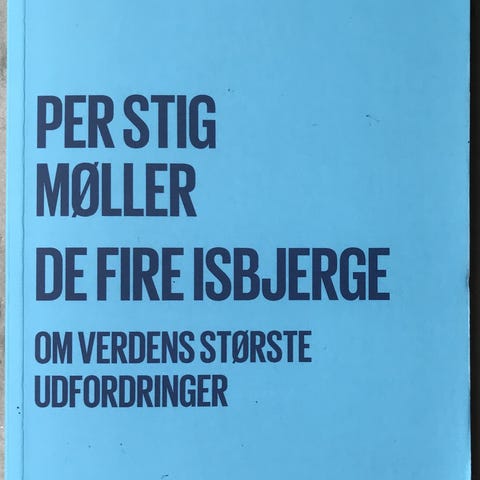 PER STIG
MØLLER
DE FIRE ISBJERGE
OM VERDENS STØRSTE
UDFORDRINGER